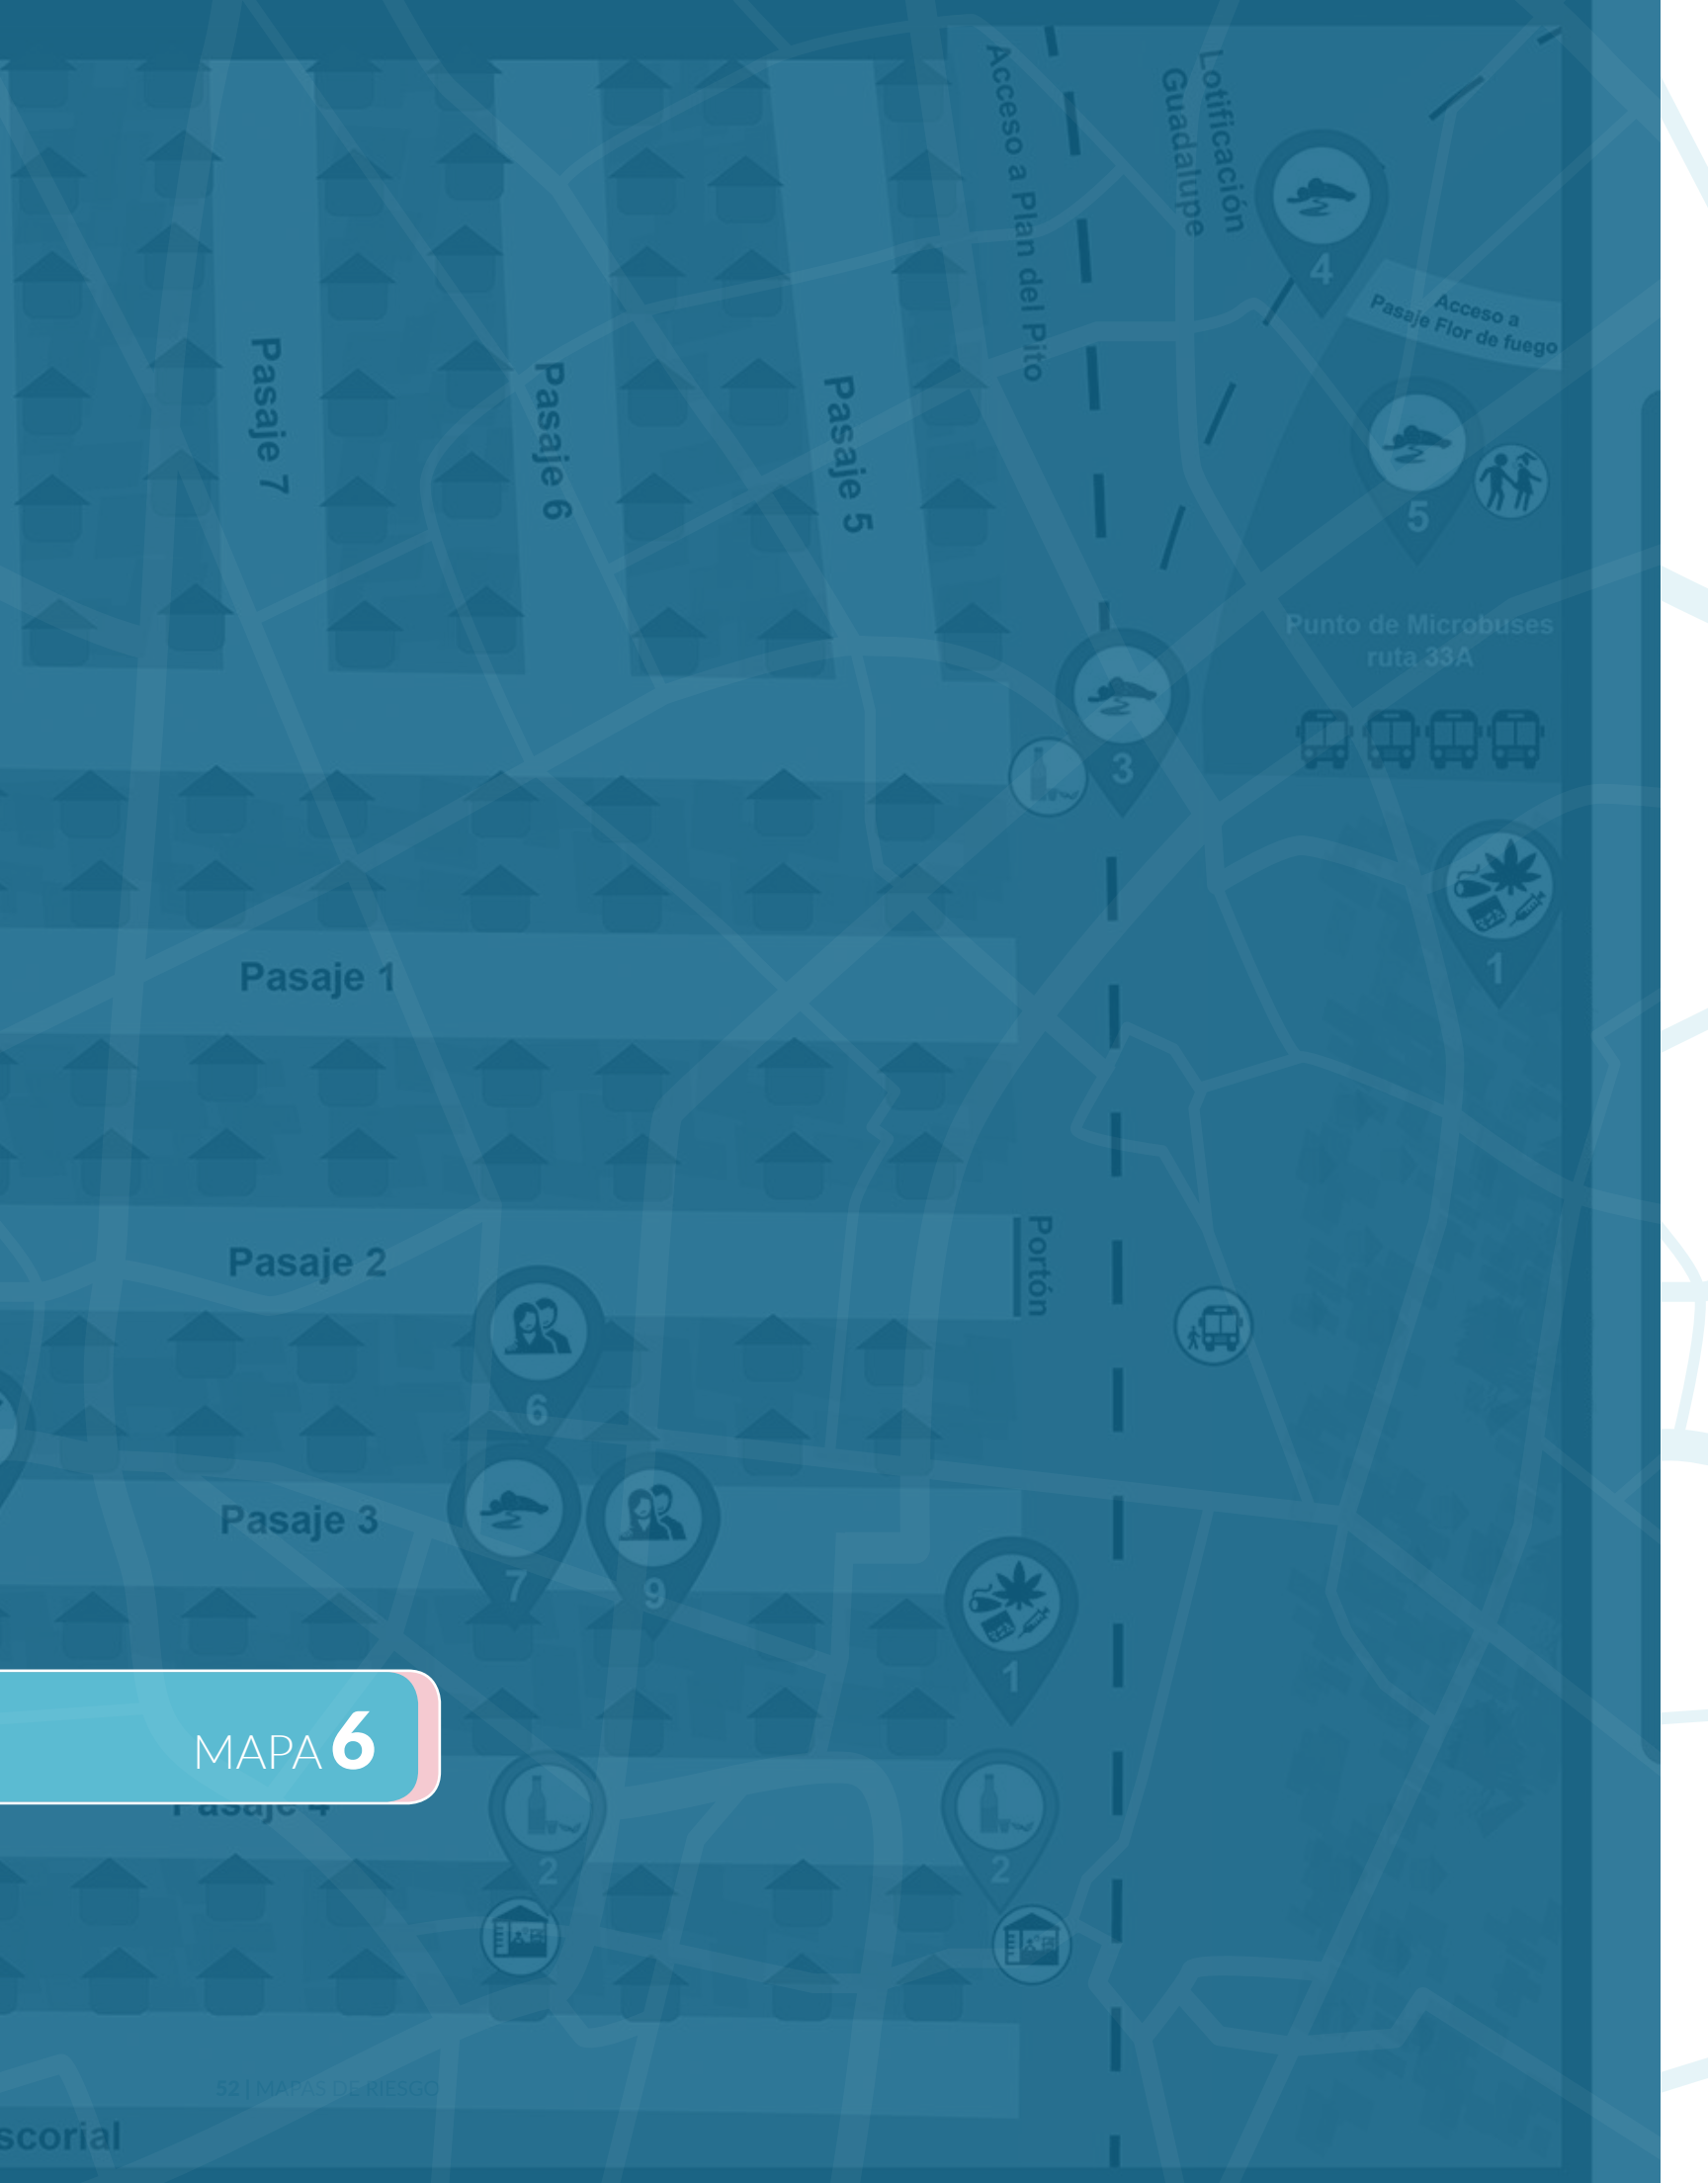 Acceso a Plan del Pito
Lotificación
Guadalupe
4
Acceso a
Pasaje Flor de fuego
Pasaje 7
Pasaje 6
Pasaje 5
5
Punto de Microbuses
ruta 33A
3
1
Pasaje 1
Pasaje 2
Portón
6
Pasaje 3
7
9
1
MAPA 6
Pasaje 4
2
2
52 | MAPAS DE RIESGO
scorial